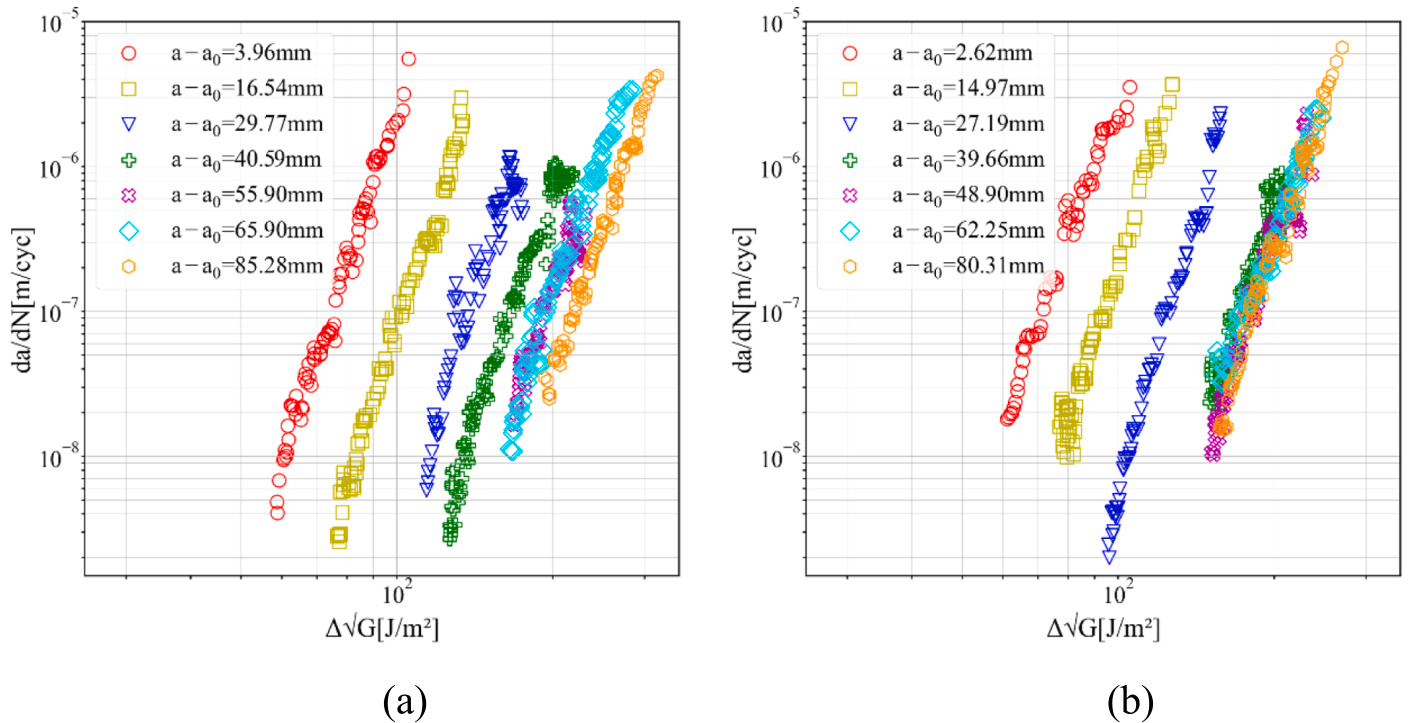 10⁻⁵
10⁻⁶
10⁻⁷
10⁻⁸
da/dN[m/cyc]
a−a₀=3.96mm
a−a₀=16.54mm
a−a₀=29.77mm
a−a₀=40.59mm
a−a₀=55.90mm
a−a₀=65.90mm
a−a₀=85.28mm
10²
Δ√G[J/m²]
(a)
10⁻⁵
10⁻⁶
10⁻⁷
10⁻⁸
da/dN[m/cyc]
a−a₀=2.62mm
a−a₀=14.97mm
a−a₀=27.19mm
a−a₀=39.66mm
a−a₀=48.90mm
a−a₀=62.25mm
a−a₀=80.31mm
10²
Δ√G[J/m²]
(b)